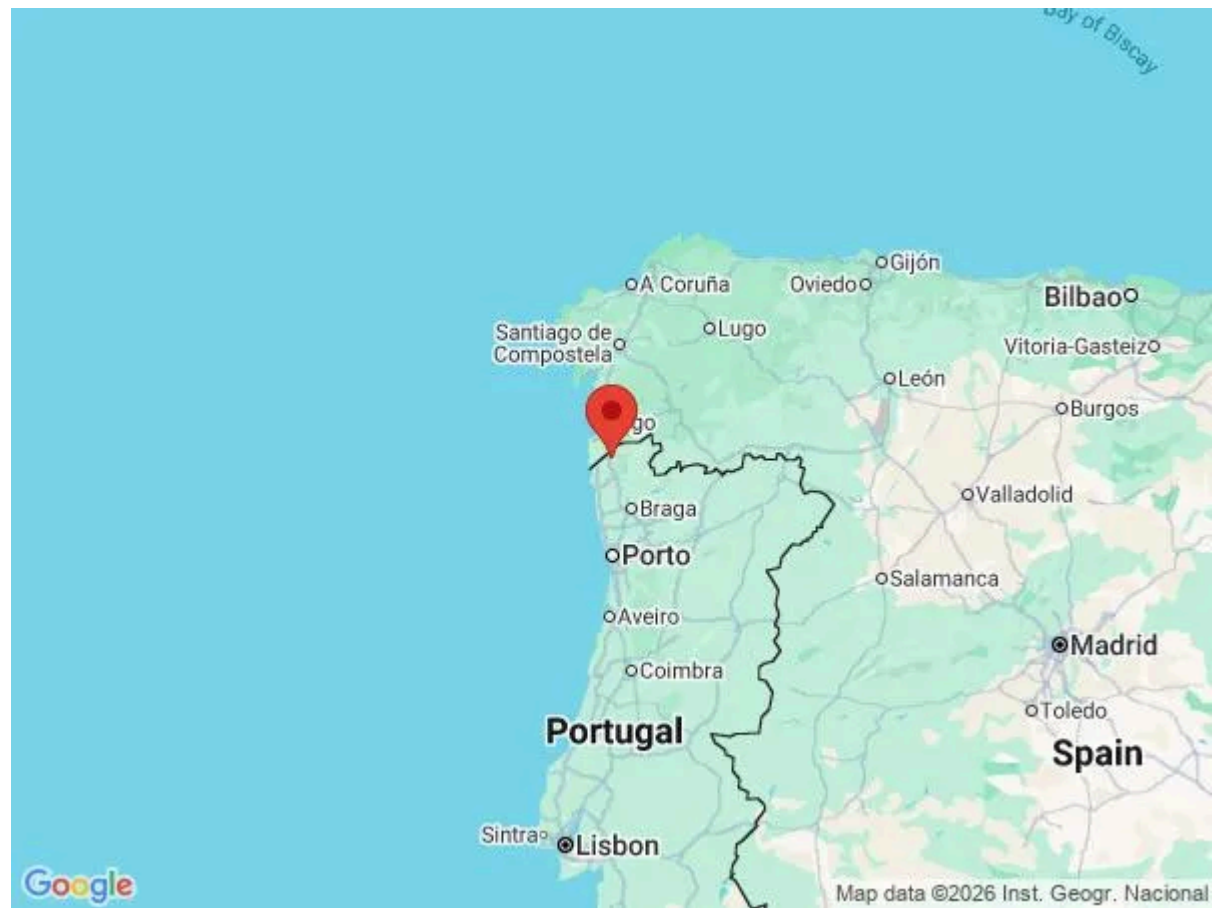 Bay of Biscay
Gijón
A Coruña
Oviedo
Bilbao
Santiago de
Compostela
Lugo
Vitoria-Gasteiz
León
Burgos
Valladolid
Braga
Porto
Salamanca
Aveiro
Madrid
Coimbra
Toledo
Portugal
Spain
Sintra
Lisbon
Google
Map data ©2026 Inst. Geogr. Nacional